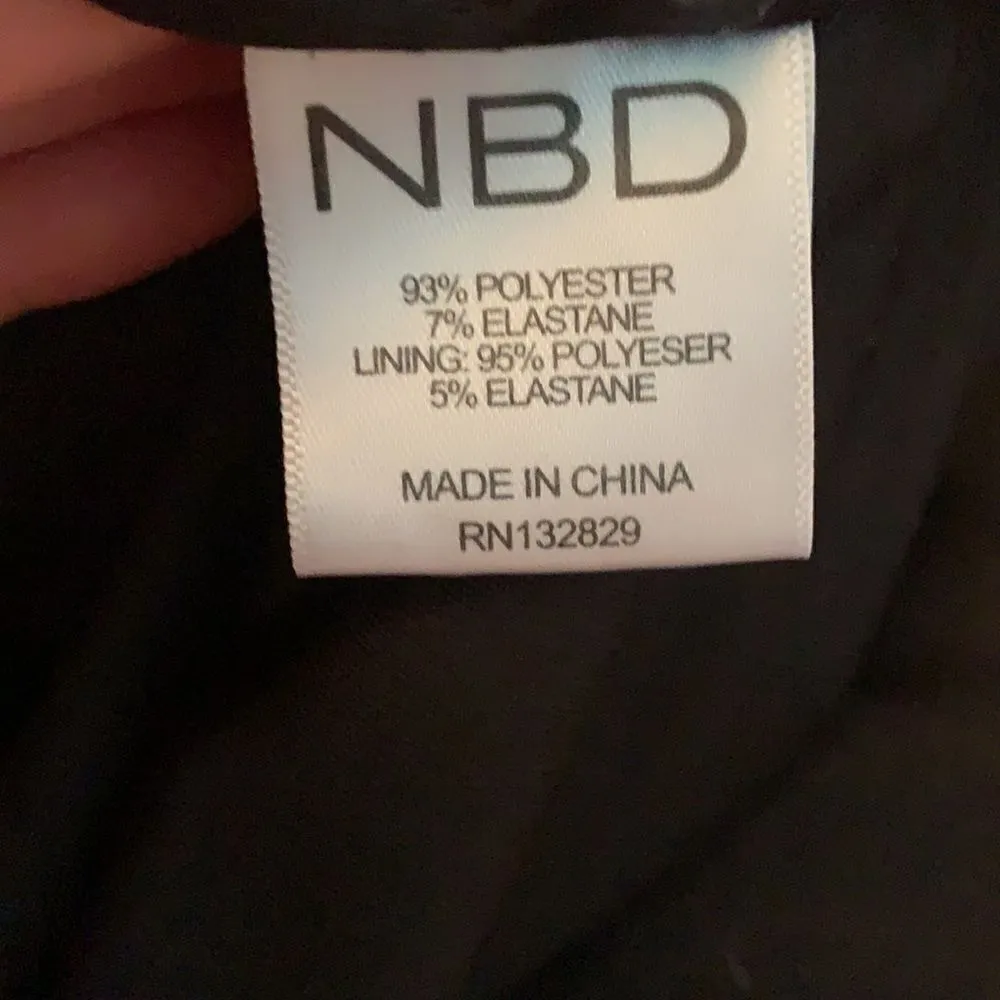 NBD
93% POLYESTER
7% ELASTANE
LINING: 95% POLYESER
5% ELASTANE
MADE IN CHINA
RN132829